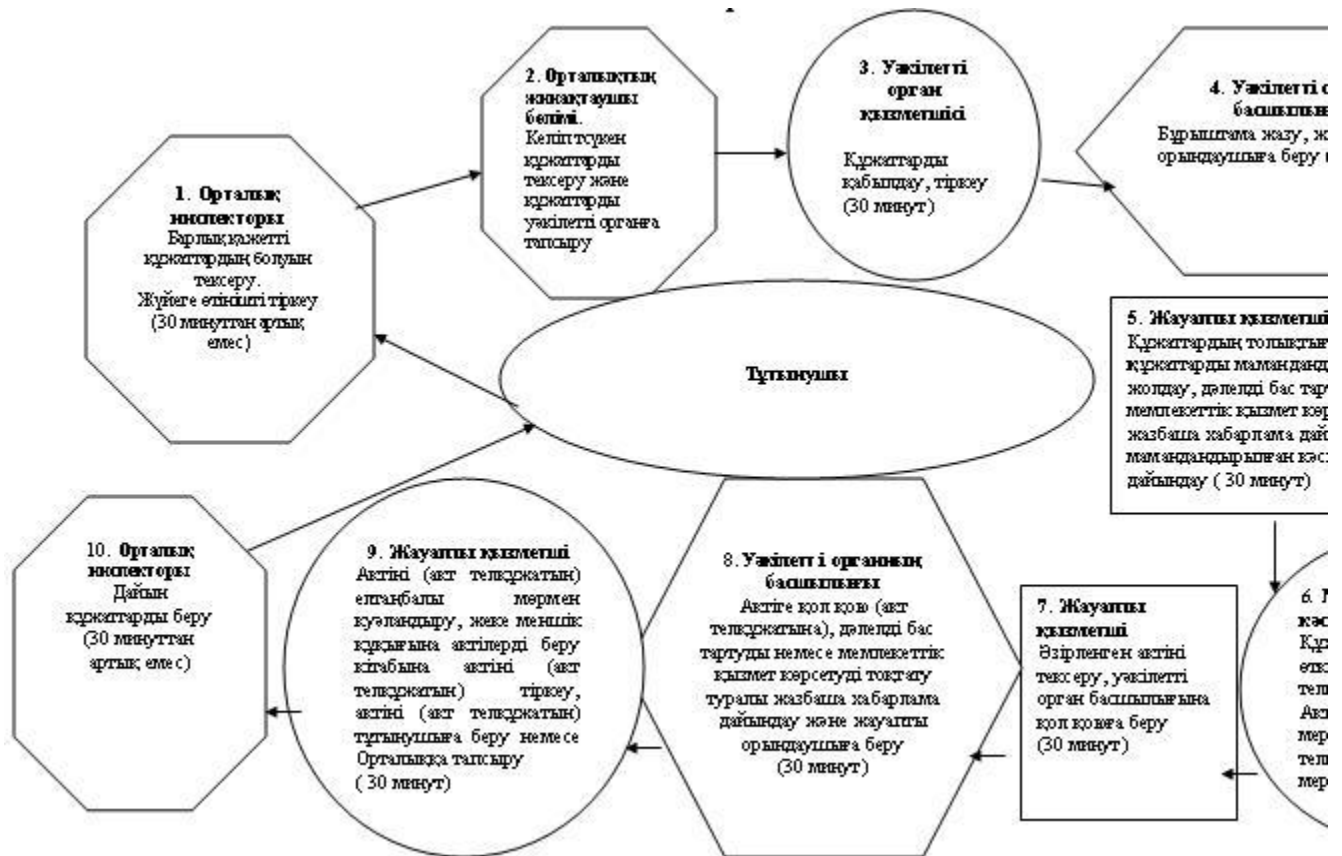 1. Орталық
инспекторы
Барлық қажетті
құжаттардың болуын
тексеру.
Жүйеге өтінішті тіркеу
(30 минуттан артық
емес)
2. Орталықтың
жинақтаушы
бөлімі.
Келіп түскен
құжаттарды
тексеру және
құжаттарды
уәкілетті органға
тапсыру
3. Уәкілетті
орган
қызметшісі
Құжаттарды
қабылдау, тіркеу
(30 минут)
4. Уәкілетті
Бұрыштама жазу,
орындаушыға беру
Тұтынушы
5. Жауапты қызметші
Құжаттардың
құжаттарды
жолдау, дәлелді бас
мемлекеттік қызмет
жазбаша хабарлама
мамандандырылған
дайындау ( 30 минут)
6.
7. Жауапты
қызметші
Әзірленген актіні
тексеру, уәкілетті
орган басшылығына
қол қоюға беру
(30 минут)
8. Уәкілетті органның
басшылығы
Актіге қол қою (акт
телқұжатына), дәлелді бас
тартуды немесе мемлекеттік
қызмет көрсетуді тоқтату
туралы жазбаша хабарлама
дайындау және жауапты
орындаушыға беру
(30 минут)
9. Жауапты қызметші
Актіні (акт телқұжатын)
елтаңбалы мөрмен
куәландыру, жеке меншік
құқығына актілерді беру
кітабына актіні (акт
телқұжатын) тіркеу,
актіні (акт телқұжатын)
тұтынушыға беру немесе
Орталыққа тапсыру
( 30 минут)
10. Орталық
инспекторы
Дайын
құжаттарды беру
(30 минуттан
артық емес)